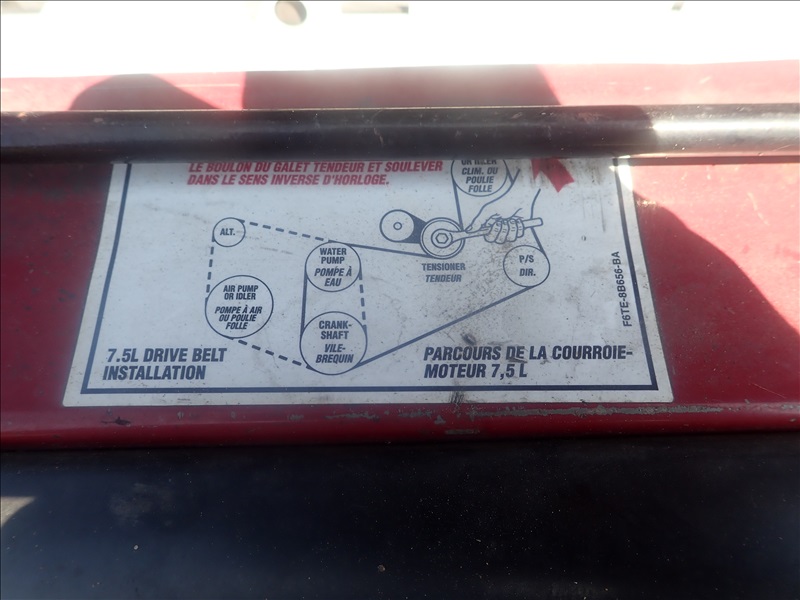 LE BOULON DU GALET TENDEUR ET SOULEVER
DANS LE SENS INVERSE D'HORLOGE.
OR IDLER
CLIM. OU
POULIE
FOLLE
ALT.
WATER
PUMP
POMPE À
EAU
TENSIONER
TENDEUR
P/S
DIR.
AIR PUMP
OR IDLER
POMPE À AIR
OU POULIE
FOLLE
CRANK-
SHAFT
VILE-
BREQUIN
F6TE-8B656-BA
7.5L DRIVE BELT
INSTALLATION
PARCOURS DE LA COURROIE-
MOTEUR 7,5 L